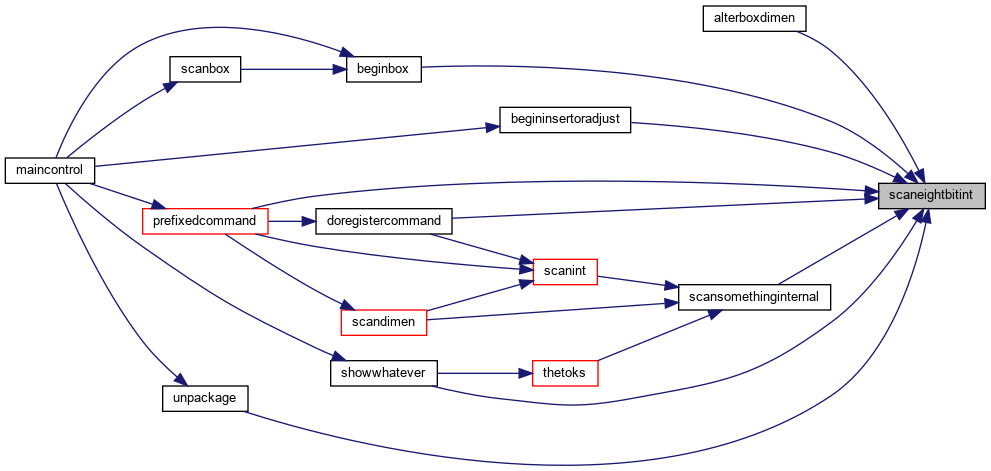 alterboxdimen
scanbox
beginbox
begininsertoradjust
maincontrol
scaneightbitint
prefixedcommand
doregistercommand
scanint
scansomethinginternal
scandimen
showwhatever
thetoks
unpackage